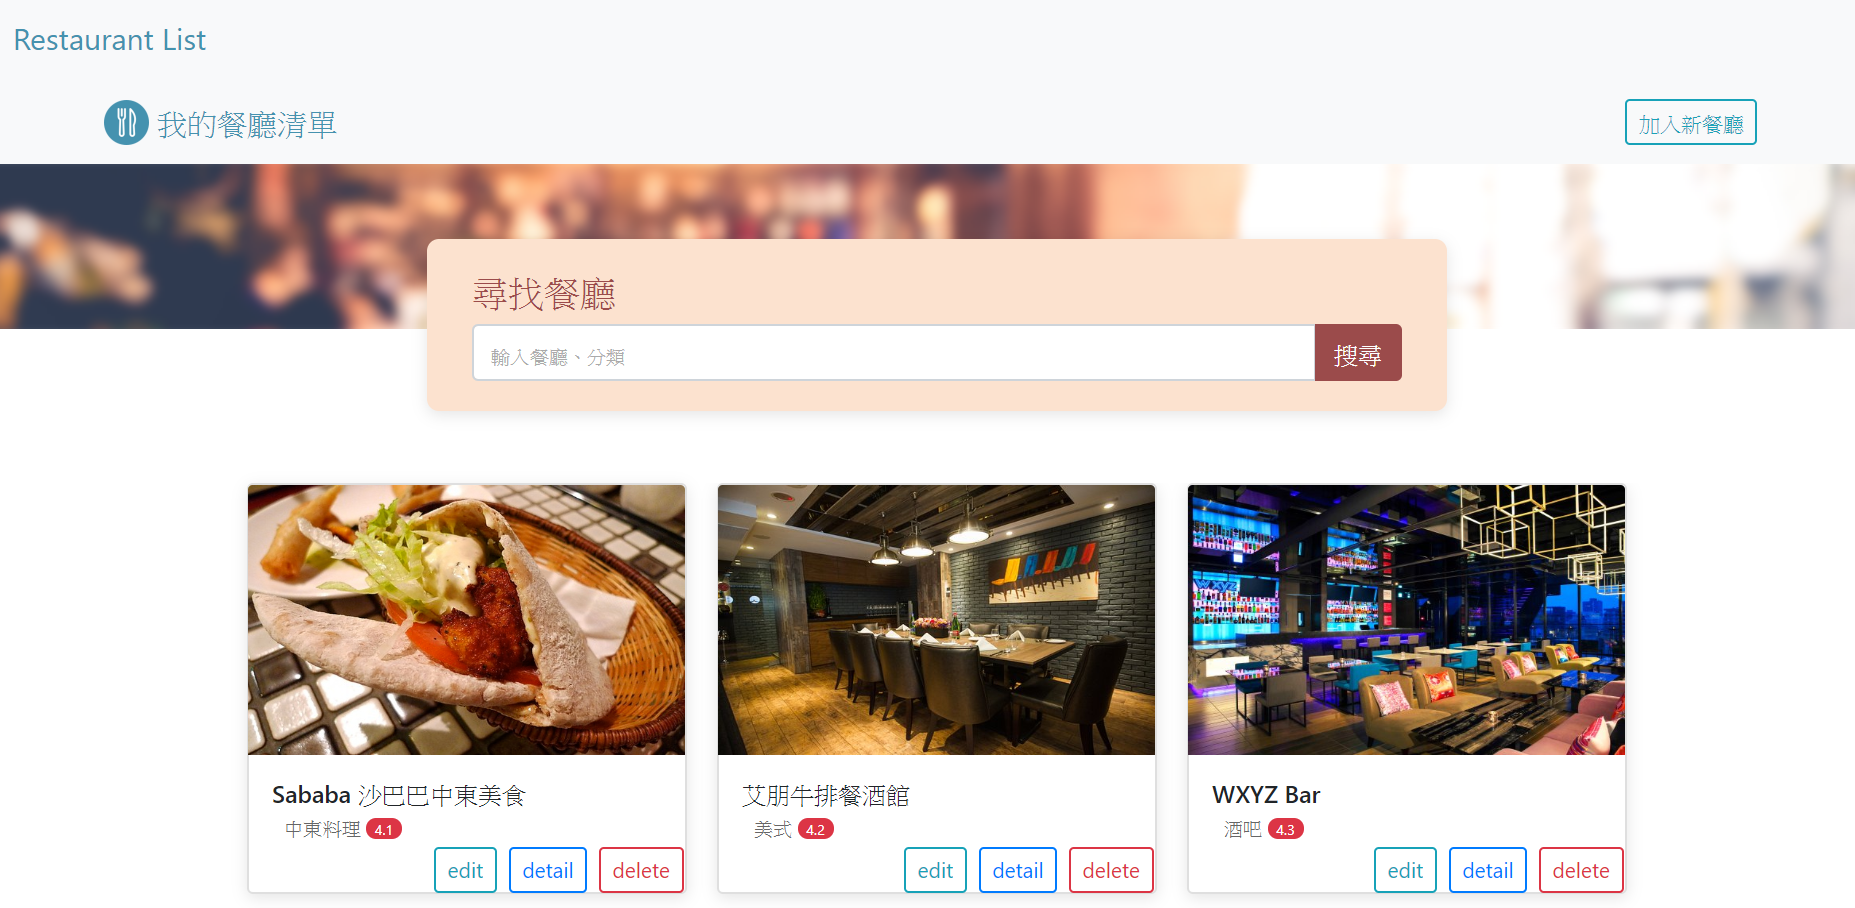 Restaurant List
我的餐廳清單
加入新餐廳
尋找餐廳
輸入餐廳、分類
搜尋
WXYZ
Sababa 沙巴巴中東美食
中東料理 4.1
edit detail delete
艾朋牛排餐酒館
美式 4.2
edit detail delete
WXYZ Bar
酒吧 4.3
edit detail delete